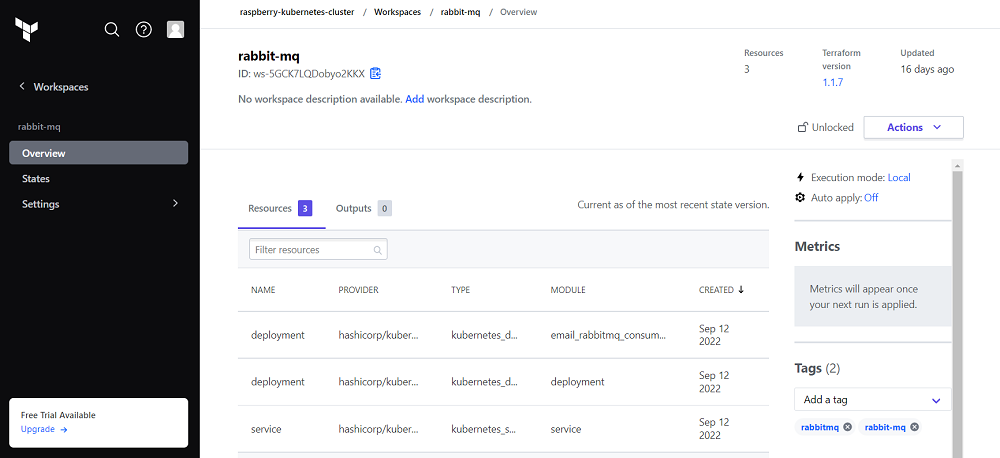 raspberry-kubernetes-cluster / Workspaces / rabbit-mq / Overview
Workspaces
rabbit-mq
Overview
States
Settings
Free Trial Available
Upgrade →
rabbit-mq
ID: ws-5GCK7LQDobyo2KKX
No workspace description available. Add workspace description.
Resources
3
Terraform
version
1.1.7
Updated
16 days ago
Unlocked
Actions
Resources 3 Outputs 0
Current as of the most recent state version.
Filter resources
NAME PROVIDER TYPE MODULE CREATED ↓
deployment hashicorp/kuber... kubernetes_d... email_rabbitmq_consum... Sep 12
2022
deployment hashicorp/kuber... kubernetes_d... deployment Sep 12
2022
service hashicorp/kuber... kubernetes_s... service Sep 12
2022
Execution mode: Local
Auto apply: Off
Metrics
Metrics will appear once
your next run is applied.
Tags (2)
Add a tag
rabbitmq rabbit-mq